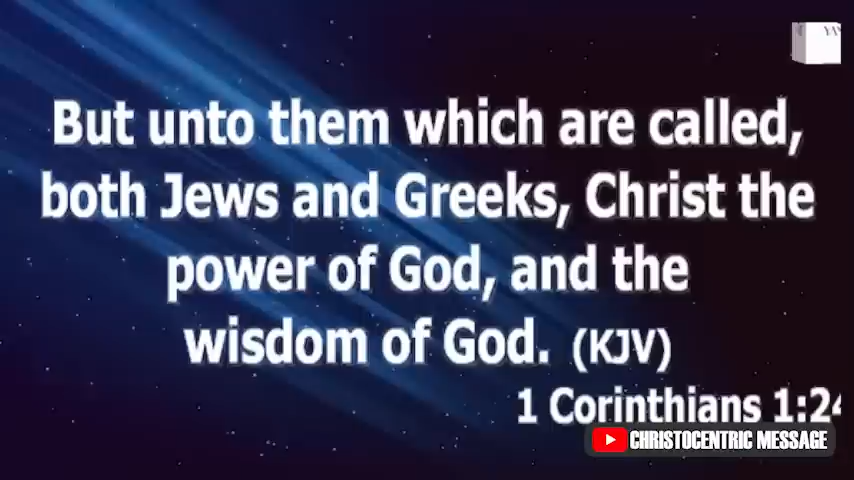 But unto them which are called,
both Jews and Greeks, Christ the
power of God, and the
wisdom of God. (KJV)
1 Corinthians 1:24
CHRISTOCENTRIC MESSAGE